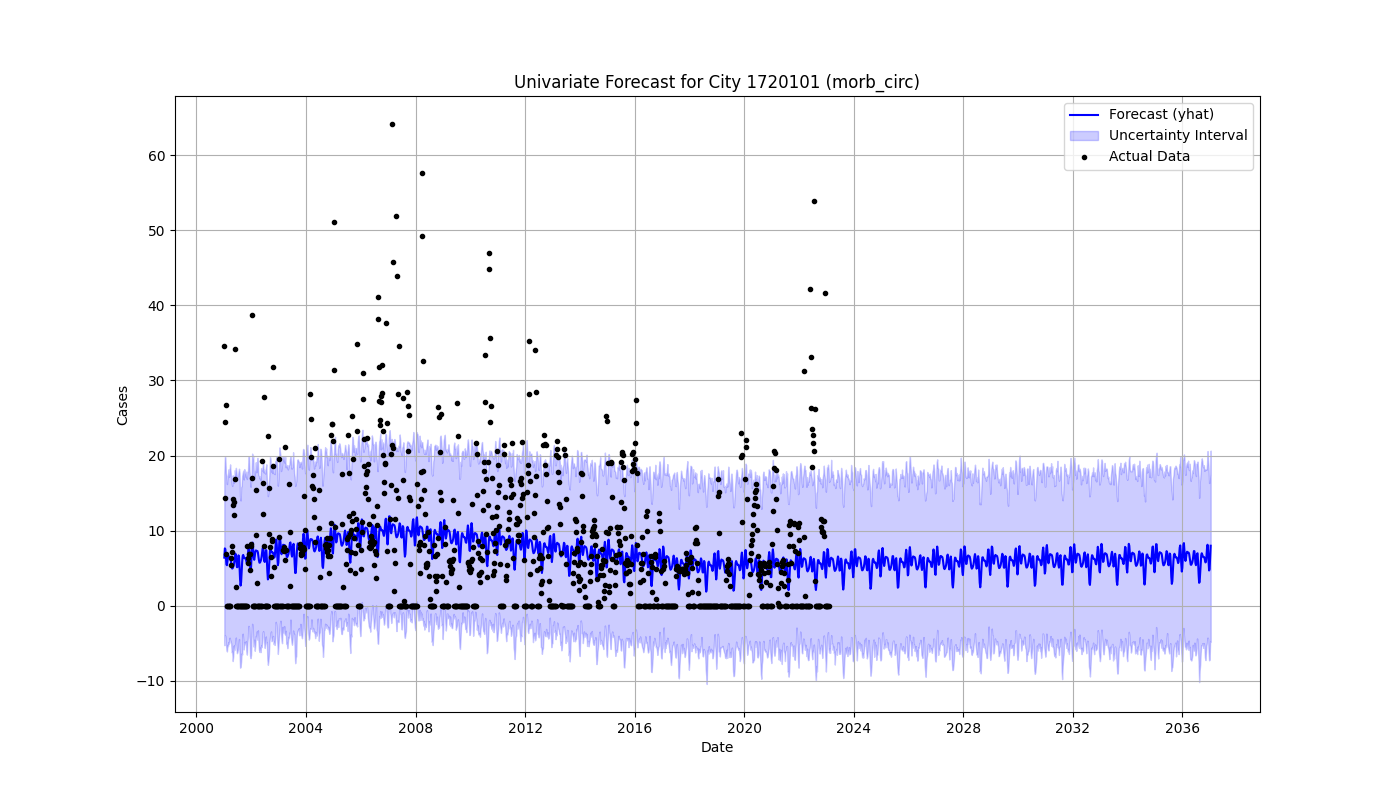 Univariate Forecast for City 1720101 (morb_circ)
Forecast (yhat)
Uncertainty Interval
Actual Data
60
50
40
30
20
10
0
−10
Cases
2000 2004 2008 2012 2016 2020 2024 2028 2032 2036
Date